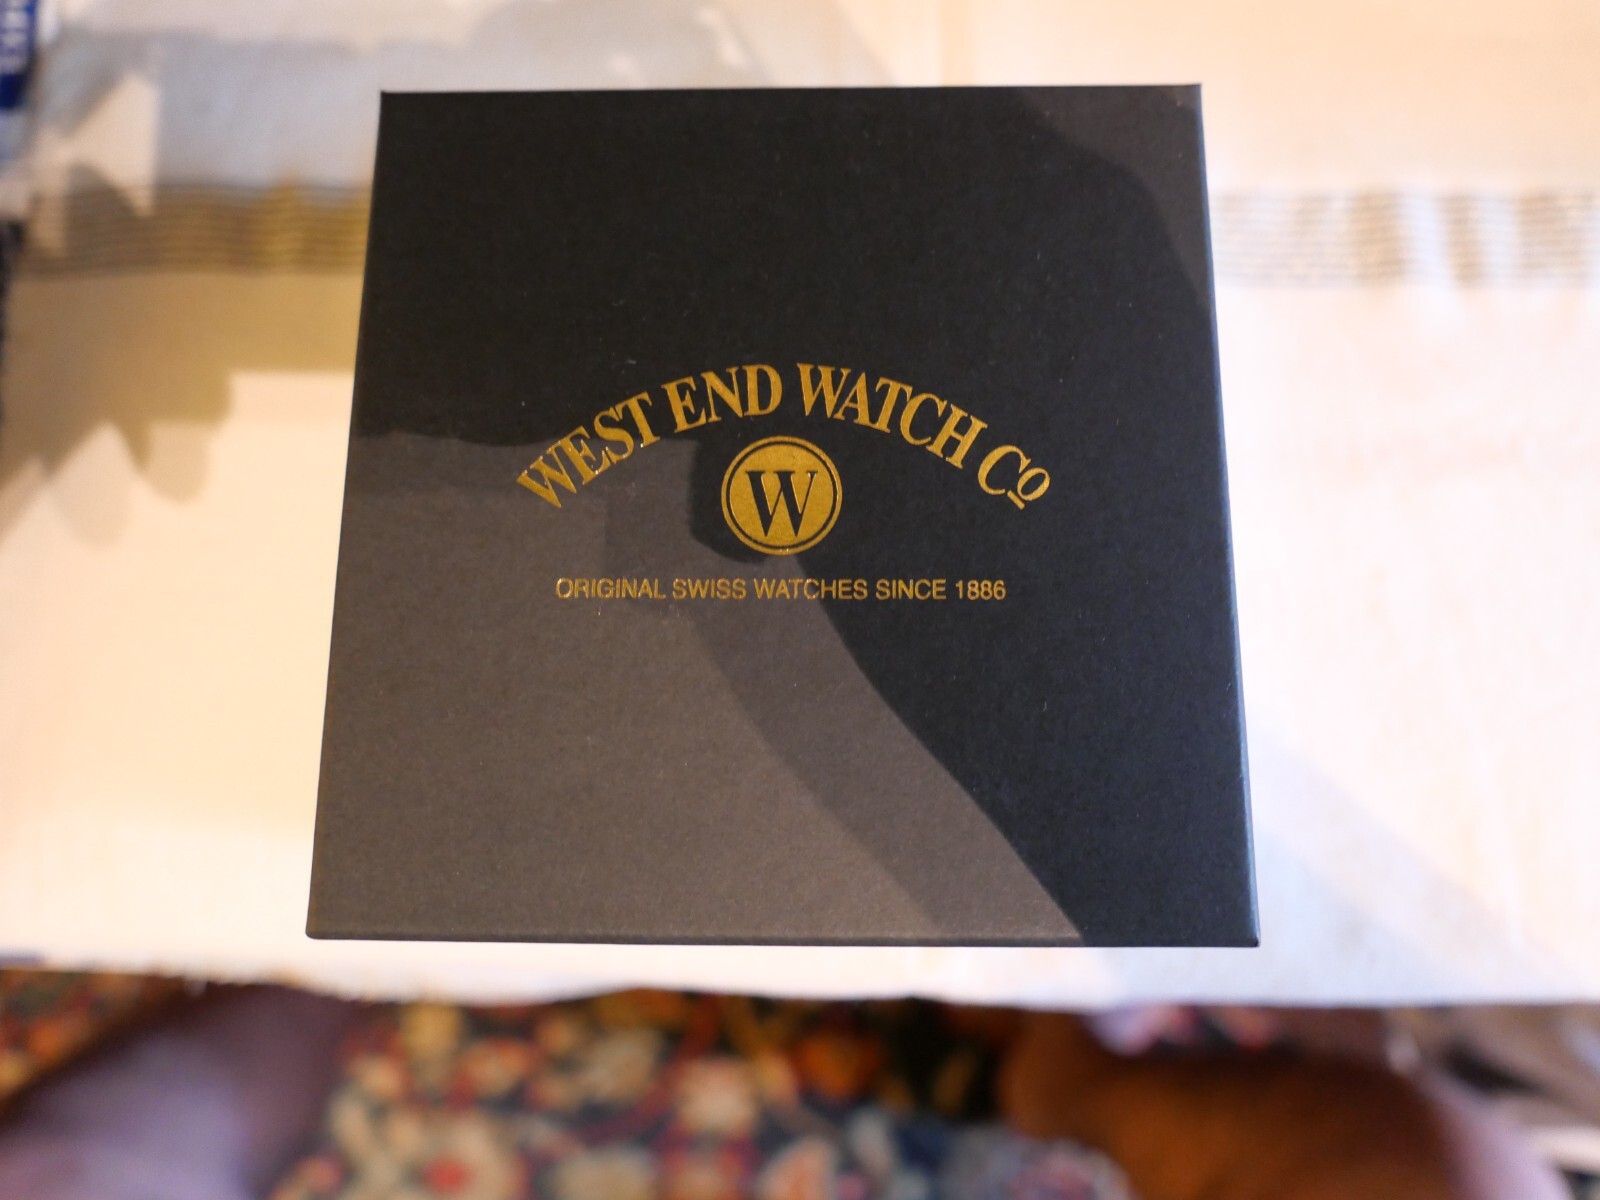 WEST END WATCH Co
W
ORIGINAL SWISS WATCHES SINCE 1886